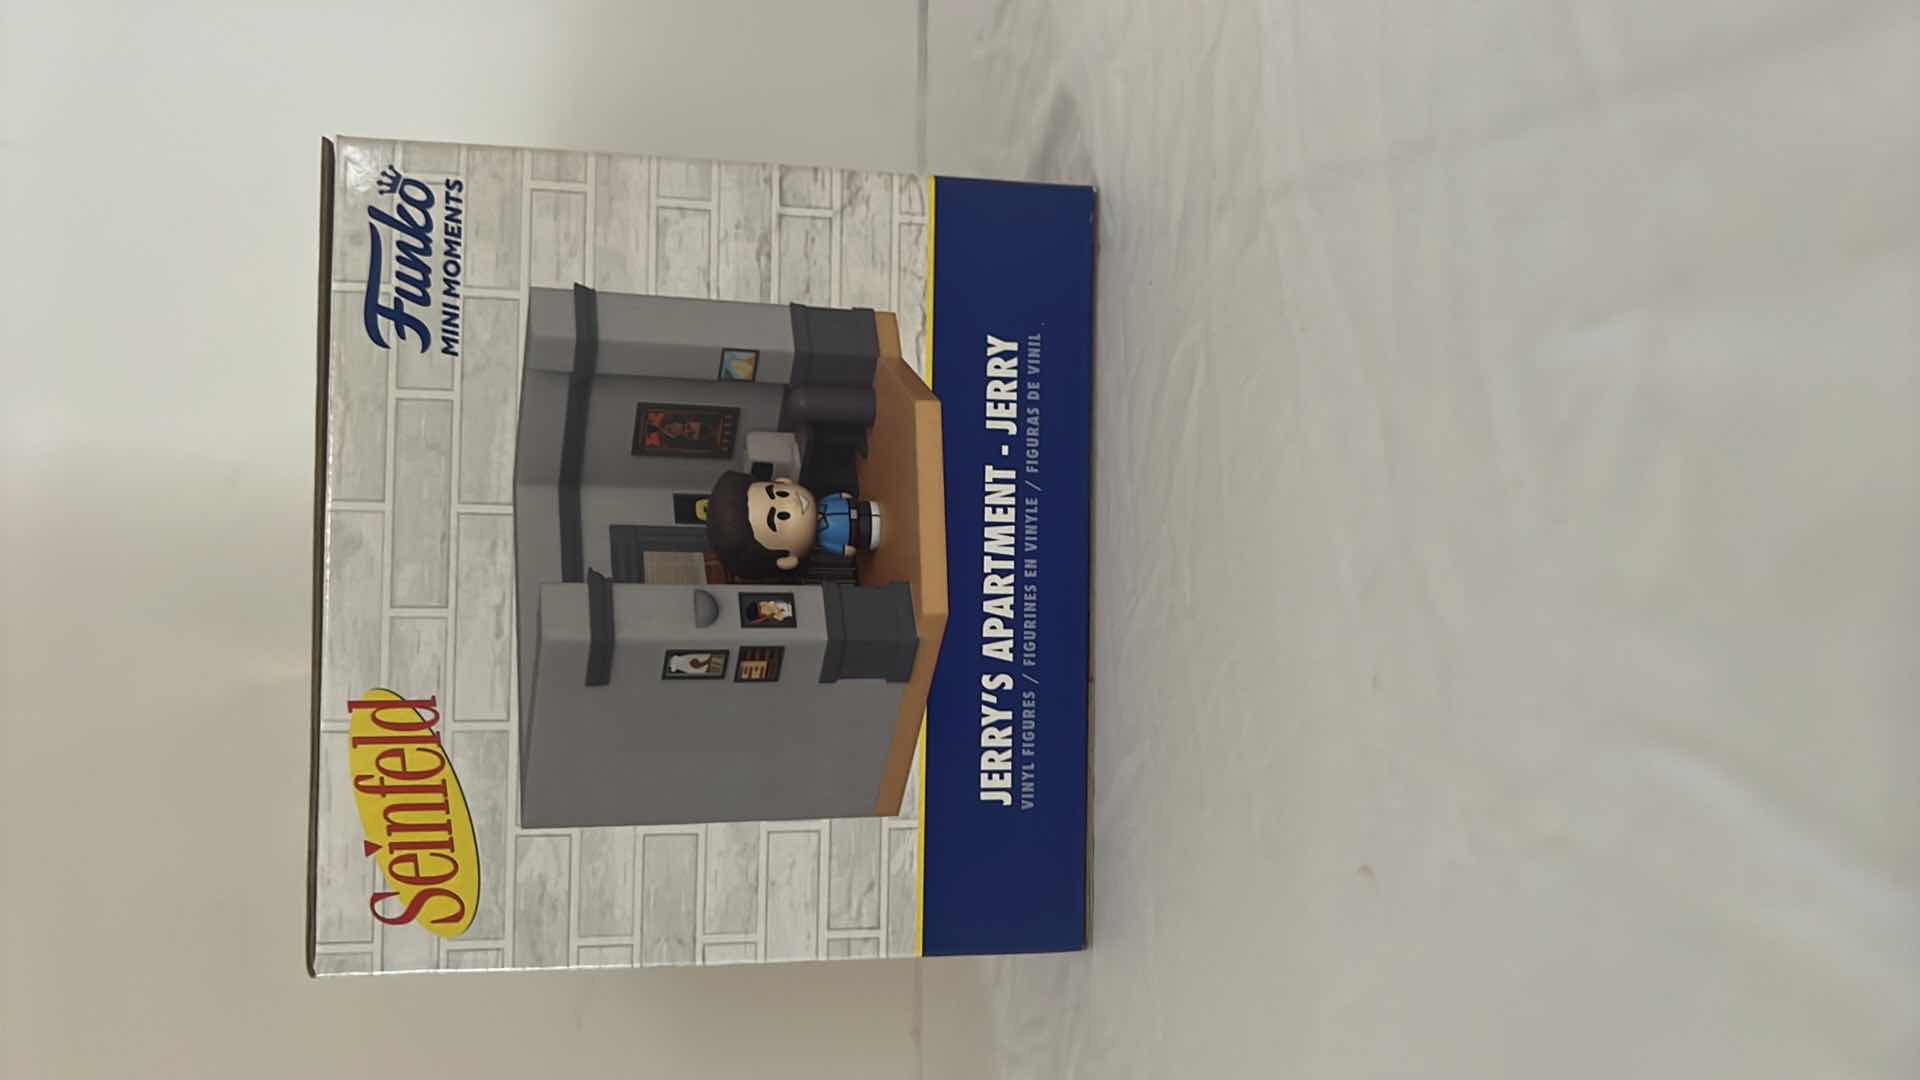 Seinfeld
Funko
MINI MOMENTS
JERRY'S APARTMENT - JERRY
VINYL FIGURES / FIGURINES EN VINYLE / FIGURAS DE VINIL